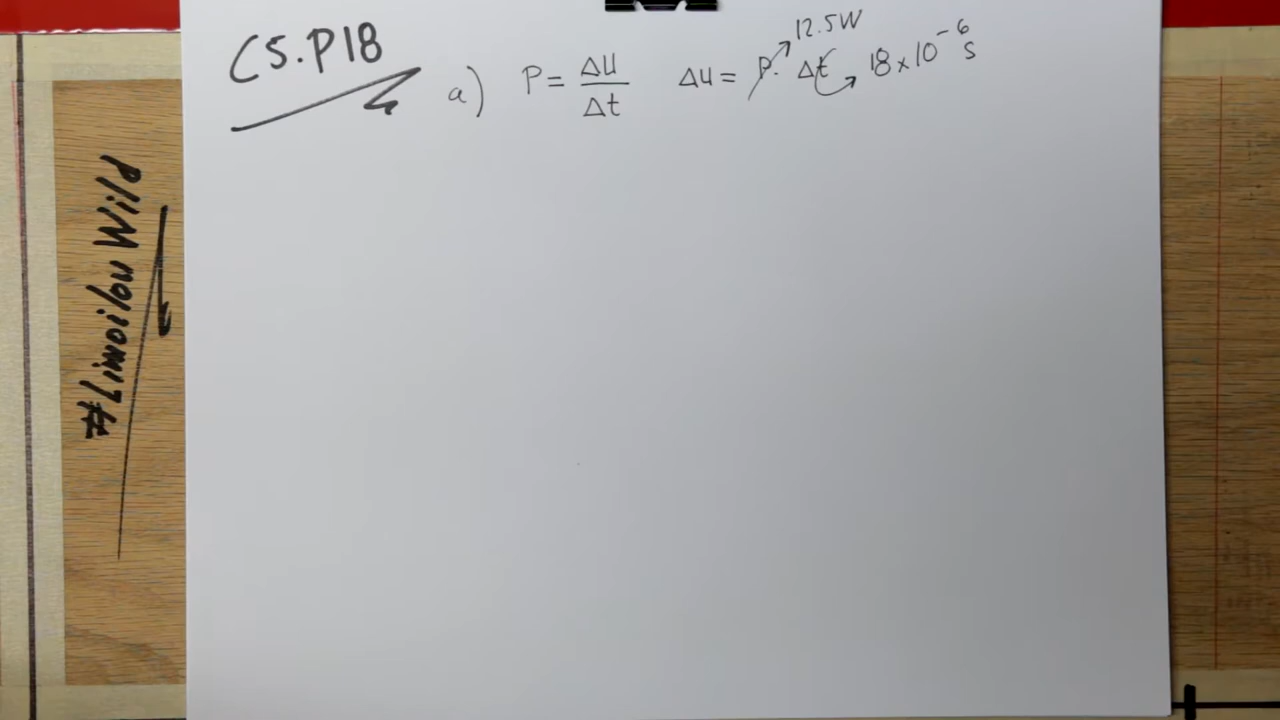 C5.P18
a) P = ΔU/Δt ΔU = P. Δt 12.5W 18×10⁻⁶ s
#Limoilou Wild